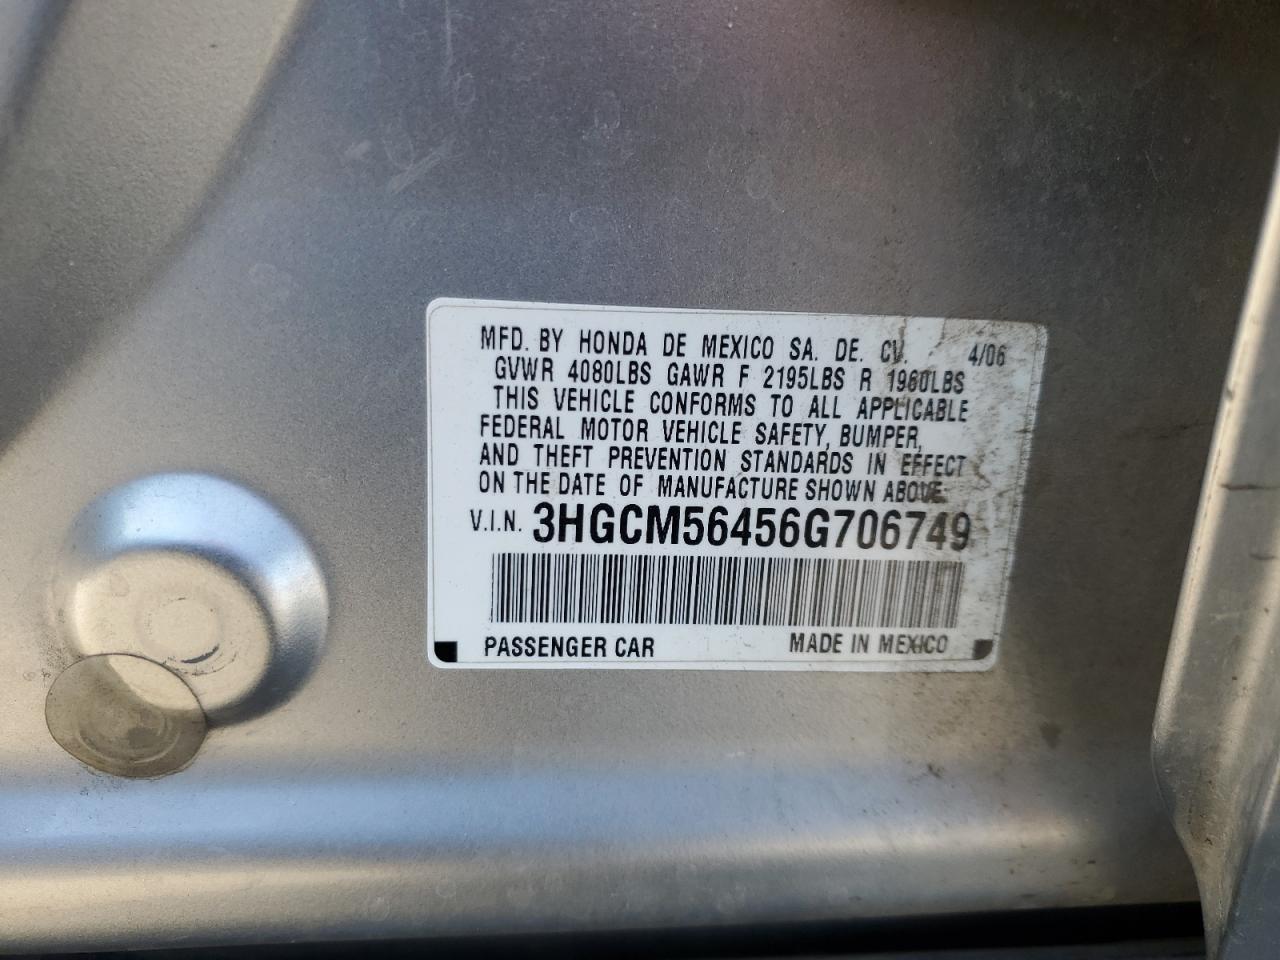 MFD. BY HONDA DE MEXICO SA. DE. CV. 4/06
GVWR 4080LBS GAWR F 2195LBS R 1960LBS
THIS VEHICLE CONFORMS TO ALL APPLICABLE
FEDERAL MOTOR VEHICLE SAFETY, BUMPER,
AND THEFT PREVENTION STANDARDS IN EFFECT
ON THE DATE OF MANUFACTURE SHOWN ABOVE.
V.I.N. 3HGCM56456G706749
PASSENGER CAR MADE IN MEXICO